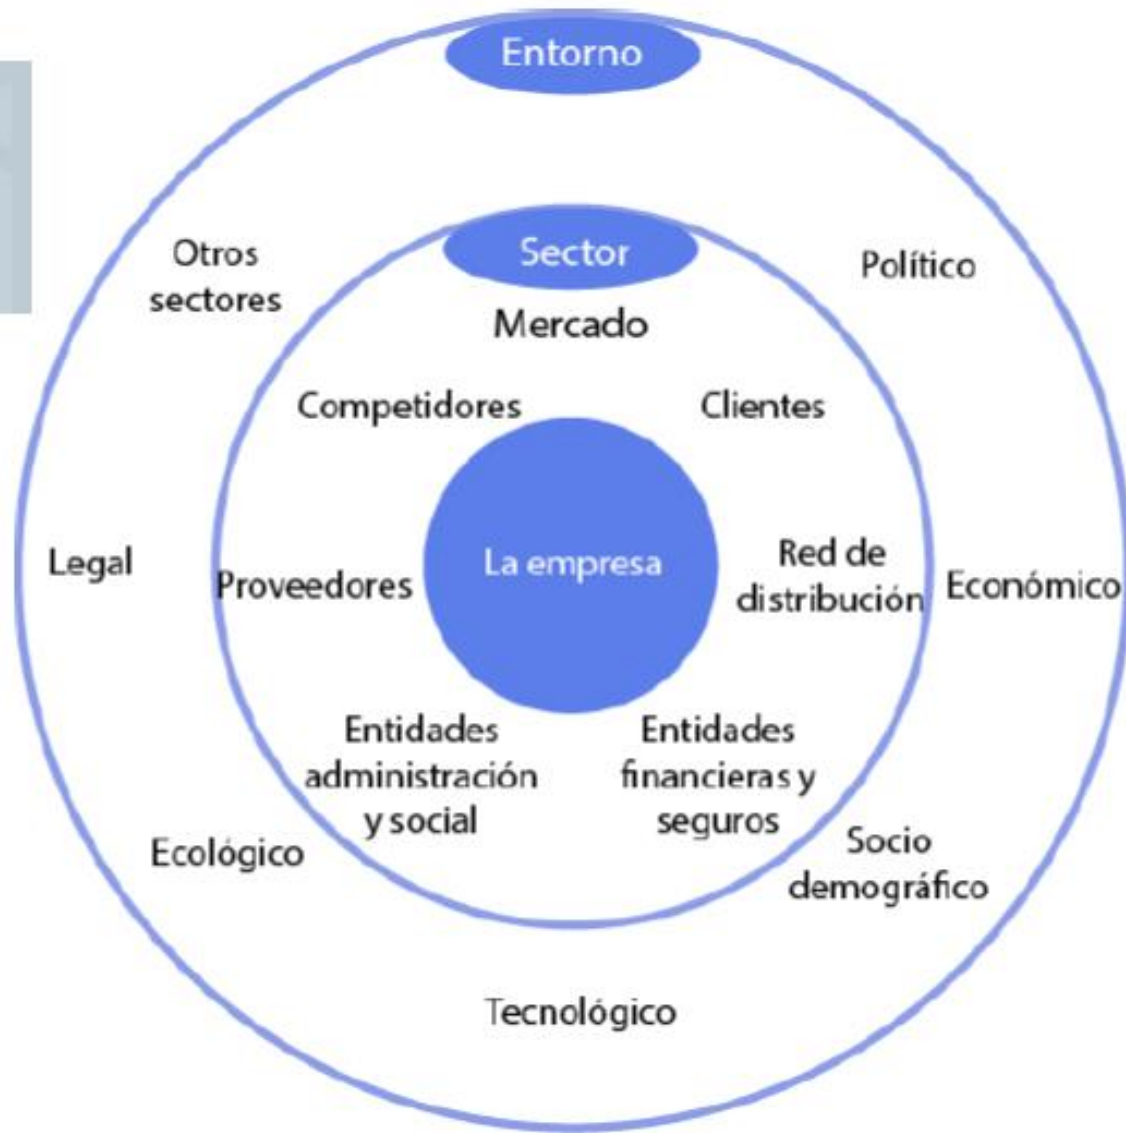 Entorno
Otros
sectores
Político
Sector
Mercado
Competidores
Clientes
Legal
Proveedores
La empresa
Red de
distribución
Económico
Entidades
administración
y social
Entidades
financieras y
seguros
Ecológico
Socio
demográfico
Tecnológico